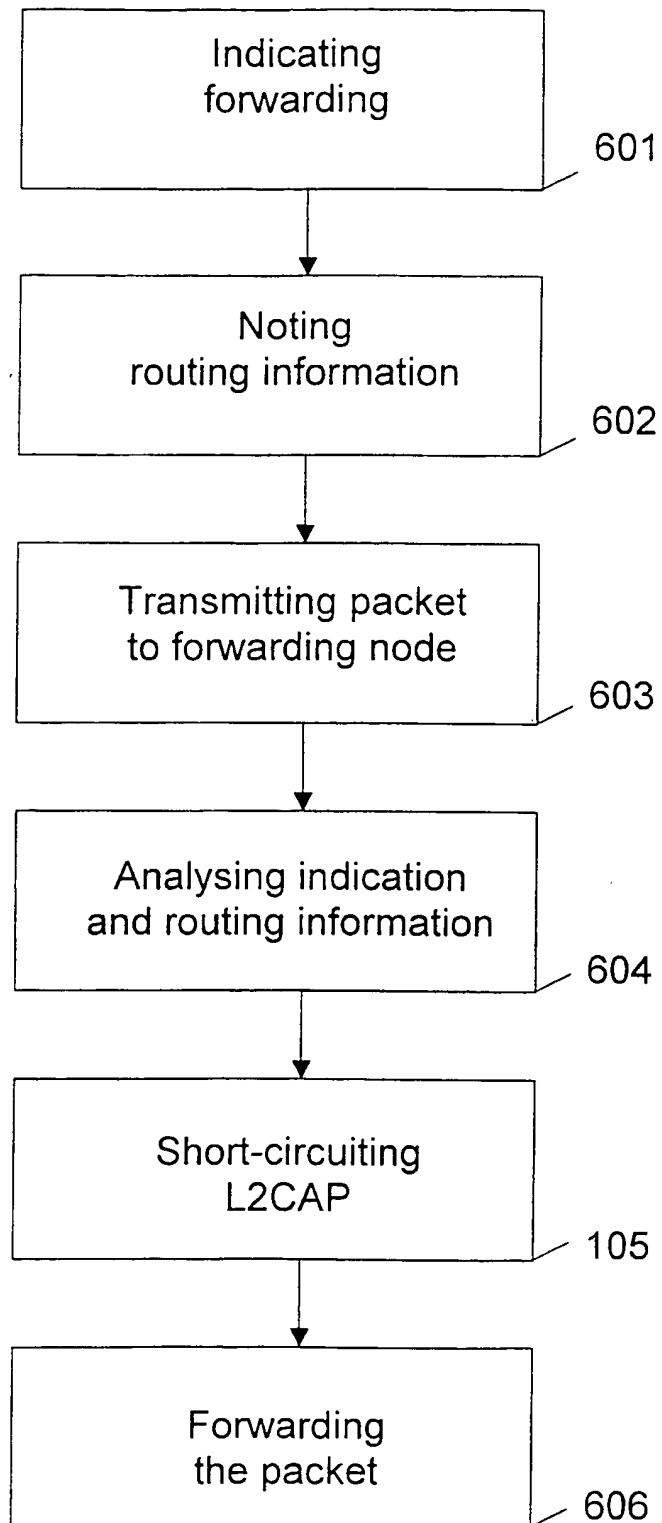 Indicating
forwarding
601
Noting
routing information
602
Transmitting packet
to forwarding node
603
Analysing indication
and routing information
604
Short-circuiting
L2CAP
105
Forwarding
the packet
606